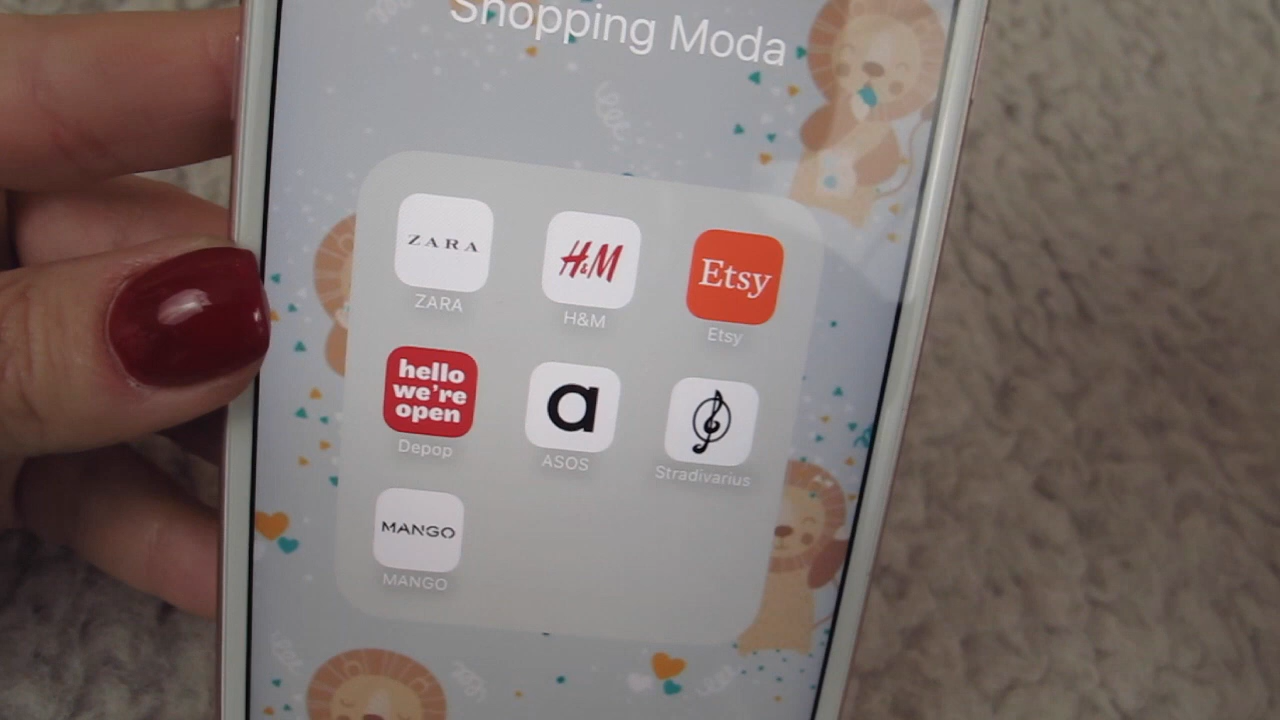 Shopping Moda
ZARA
H&M
Etsy
ZARA
H&M
Etsy
hello
we're
open
a
Depop
ASOS
Stradivarius
MANGO
MANGO